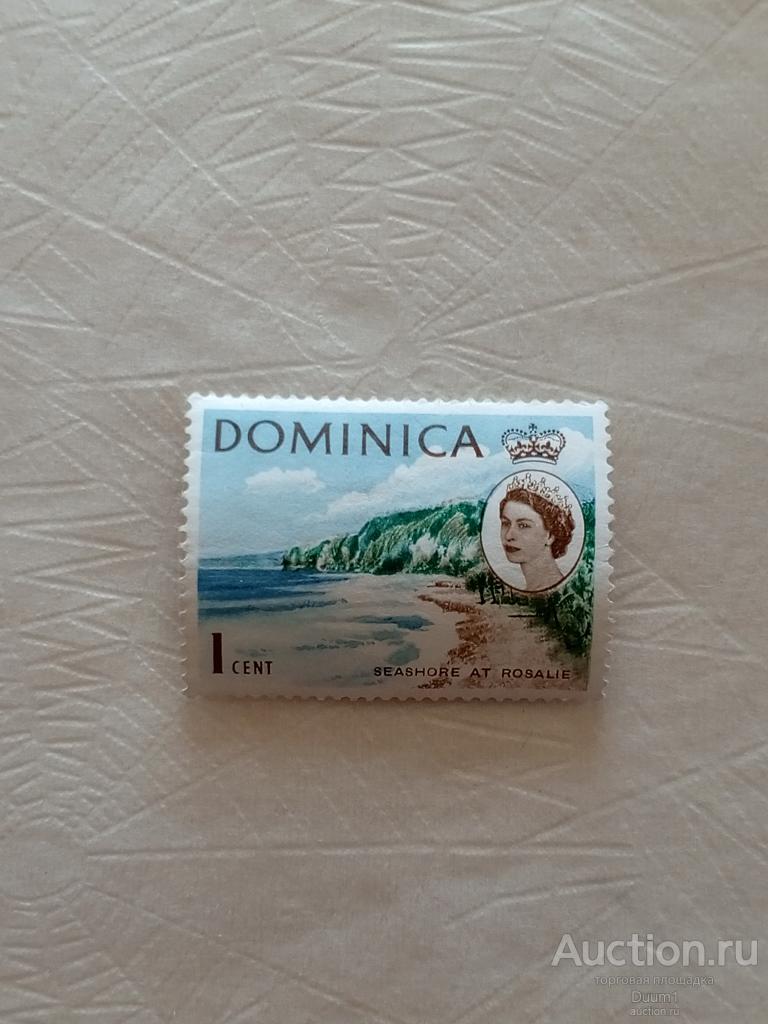 DOMINICA
1 CENT
SEASHORE AT ROSALIE
Auction.ru
торговая площадка
Duum1
auction.ru